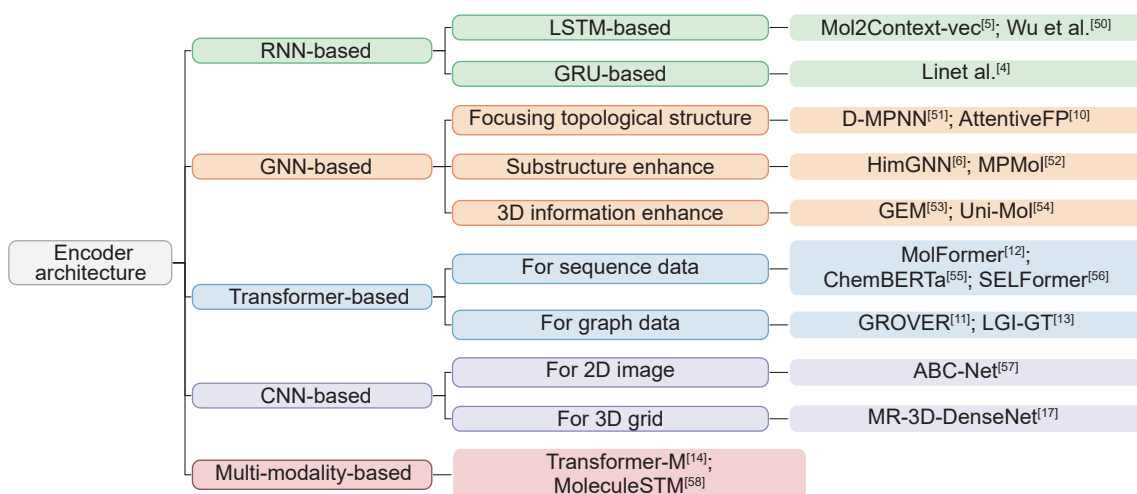 Encoder
architecture
RNN-based
LSTM-based
Mol2Context-vec[5]; Wu et al.[50]
GRU-based
Linet al.[4]
GNN-based
Focusing topological structure
D-MPNN[51]; AttentiveFP[10]
Substructure enhance
HimGNN[6]; MPMol[52]
3D information enhance
GEM[53]; Uni-Mol[54]
Transformer-based
For sequence data
MolFormer[12];
ChemBERTa[55]; SELFormer[56]
For graph data
GROVER[11]; LGI-GT[13]
CNN-based
For 2D image
ABC-Net[57]
For 3D grid
MR-3D-DenseNet[17]
Multi-modality-based
Transformer-M[14];
MoleculeSTM[58]